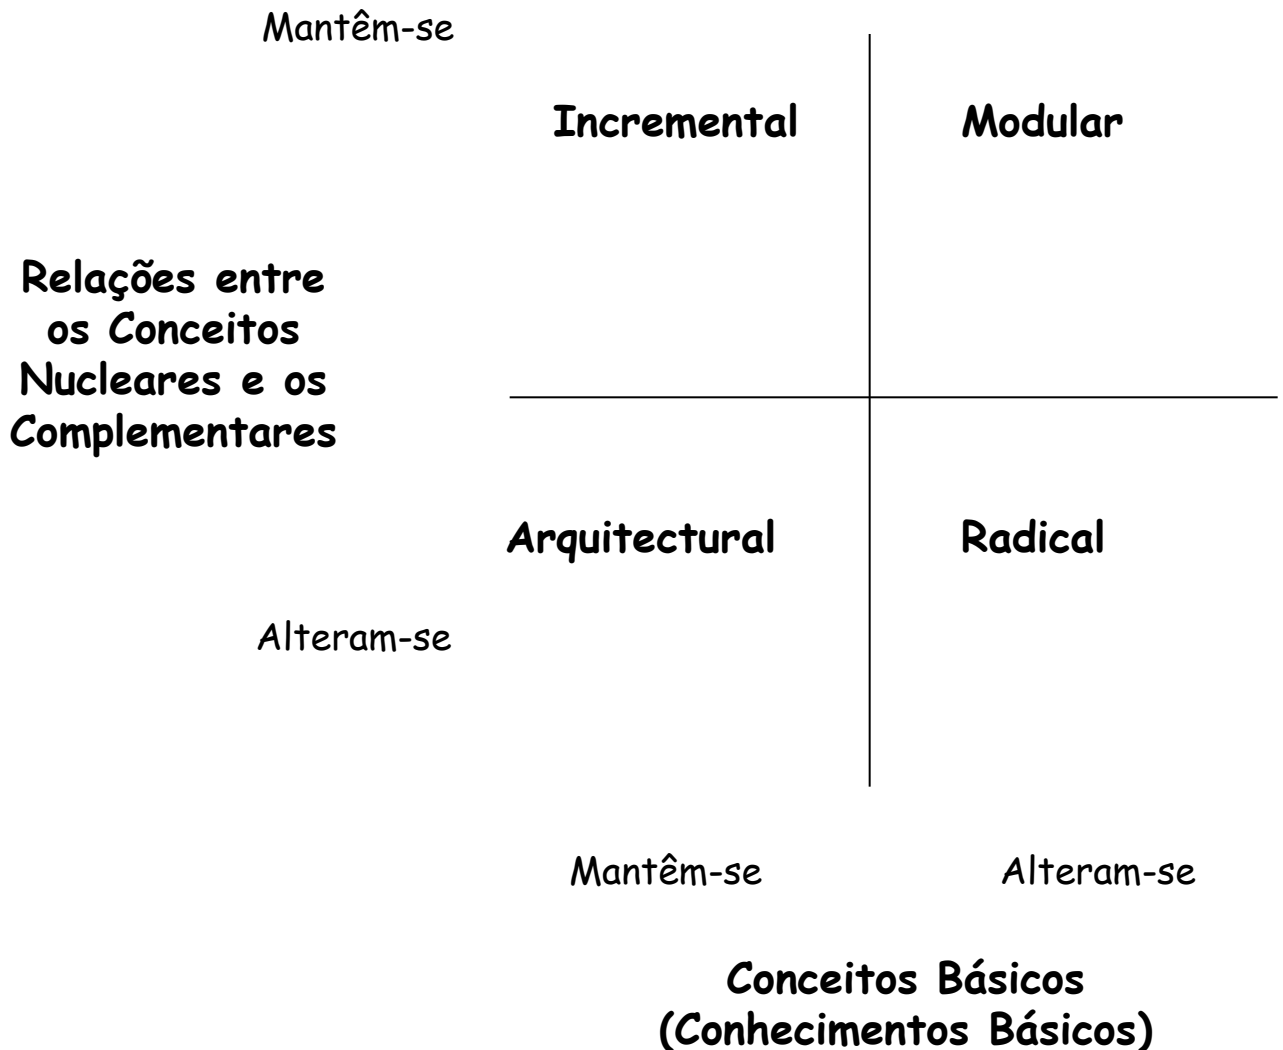 Mantêm-se
Incremental
Modular
Relações entre
os Conceitos
Nucleares e os
Complementares
Arquitectural
Radical
Alteram-se
Mantêm-se
Alteram-se
Conceitos Básicos
(Conhecimentos Básicos)